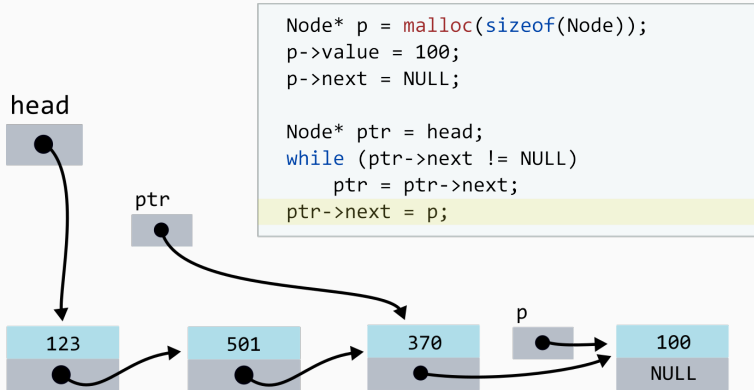 Node* p = malloc(sizeof(Node));
p->value = 100;
p->next = NULL;
Node* ptr = head;
while (ptr->next != NULL)
    ptr = ptr->next;
ptr->next = p;
head
ptr
p
123
501
370
100
NULL